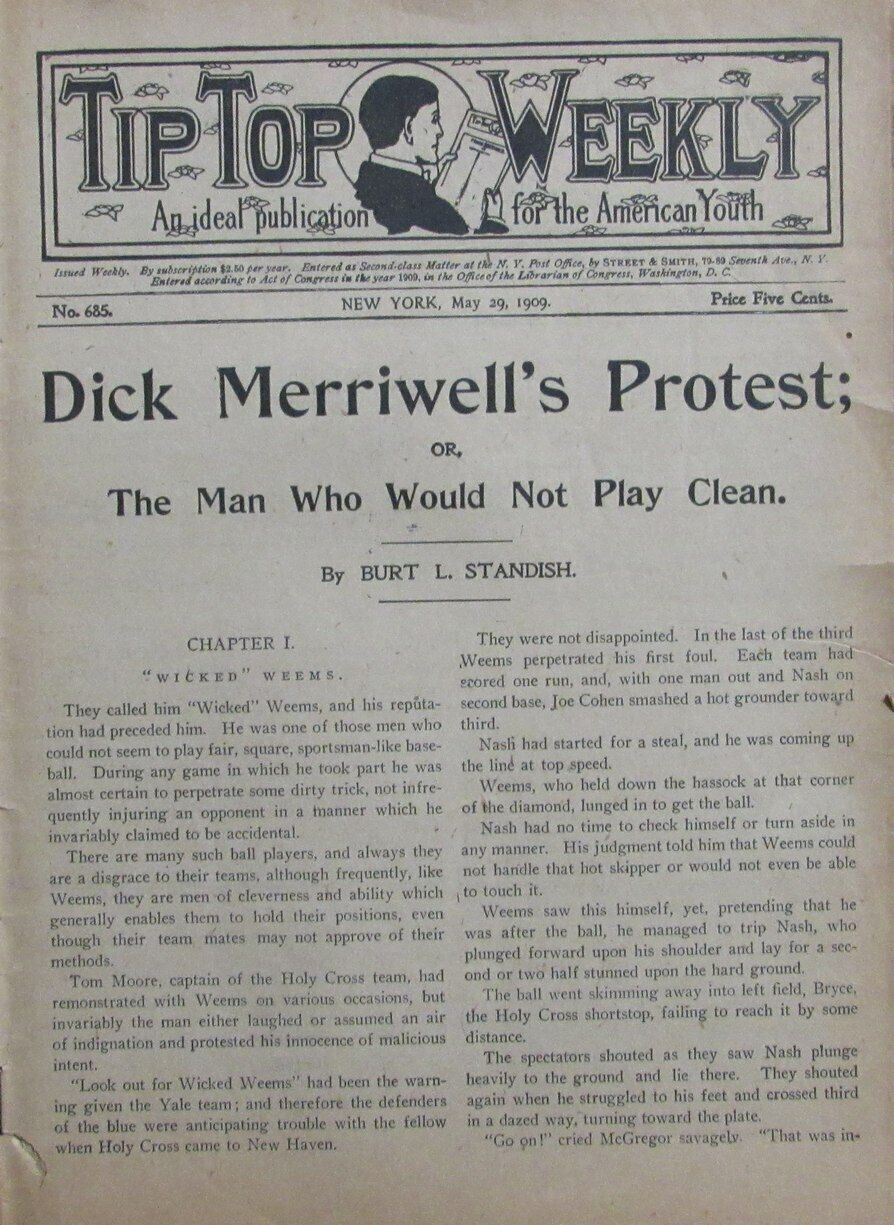 TIP TOP WEEKLY
An ideal publication for the American Youth
Issued Weekly. By subscription $2.50 per year. Entered as Second-class Matter at the N. Y. Post Office, by STREET & SMITH, 79-89 Seventh Ave., N. Y.
Entered according to Act of Congress in the year 1909, in the Office of the Librarian of Congress, Washington, D. C.
No. 685. NEW YORK, May 29, 1909. Price Five Cents.
Dick Merriwell's Protest;
OR,
The Man Who Would Not Play Clean.
By BURT L. STANDISH.
CHAPTER I.
"WICKED" WEEMS.
They called him "Wicked" Weems, and his reputa-
tion had preceded him. He was one of those men who
could not seem to play fair, square, sportsman-like base-
ball. During any game in which he took part he was
almost certain to perpetrate some dirty trick, not infre-
quently injuring an opponent in a manner which he
invariably claimed to be accidental.
There are many such ball players, and always they
are a disgrace to their teams, although frequently, like
Weems, they are men of cleverness and ability which
generally enables them to hold their positions, even
though their team mates may not approve of their
methods.
Tom Moore, captain of the Holy Cross team, had
remonstrated with Weems on various occasions, but
invariably the man either laughed or assumed an air
of indignation and protested his innocence of malicious
intent.
"Look out for Wicked Weems" had been the warn-
ing given the Yale team; and therefore the defenders
of the blue were anticipating trouble with the fellow
when Holy Cross came to New Haven.
They were not disappointed. In the last of the third
Weems perpetrated his first foul. Each team had
scored one run, and, with one man out and Nash on
second base, Joe Cohen smashed a hot grounder toward
third.
Nash had started for a steal, and he was coming up
the line at top speed.
Weems, who held down the hassock at that corner
of the diamond, lunged in to get the ball.
Nash had no time to check himself or turn aside in
any manner. His judgment told him that Weems could
not handle that hot skipper or would not even be able
to touch it.
Weems saw this himself, yet, pretending that he
was after the ball, he managed to trip Nash, who
plunged forward upon his shoulder and lay for a sec-
ond or two half stunned upon the hard ground.
The ball went skimming away into left field, Bryce,
the Holy Cross shortstop, failing to reach it by some
distance.
The spectators shouted as they saw Nash plunge
heavily to the ground and lie there. They shouted
again when he struggled to his feet and crossed third
in a dazed way, turning toward the plate.
"Go on!" cried McGregor savagely. "That was in-